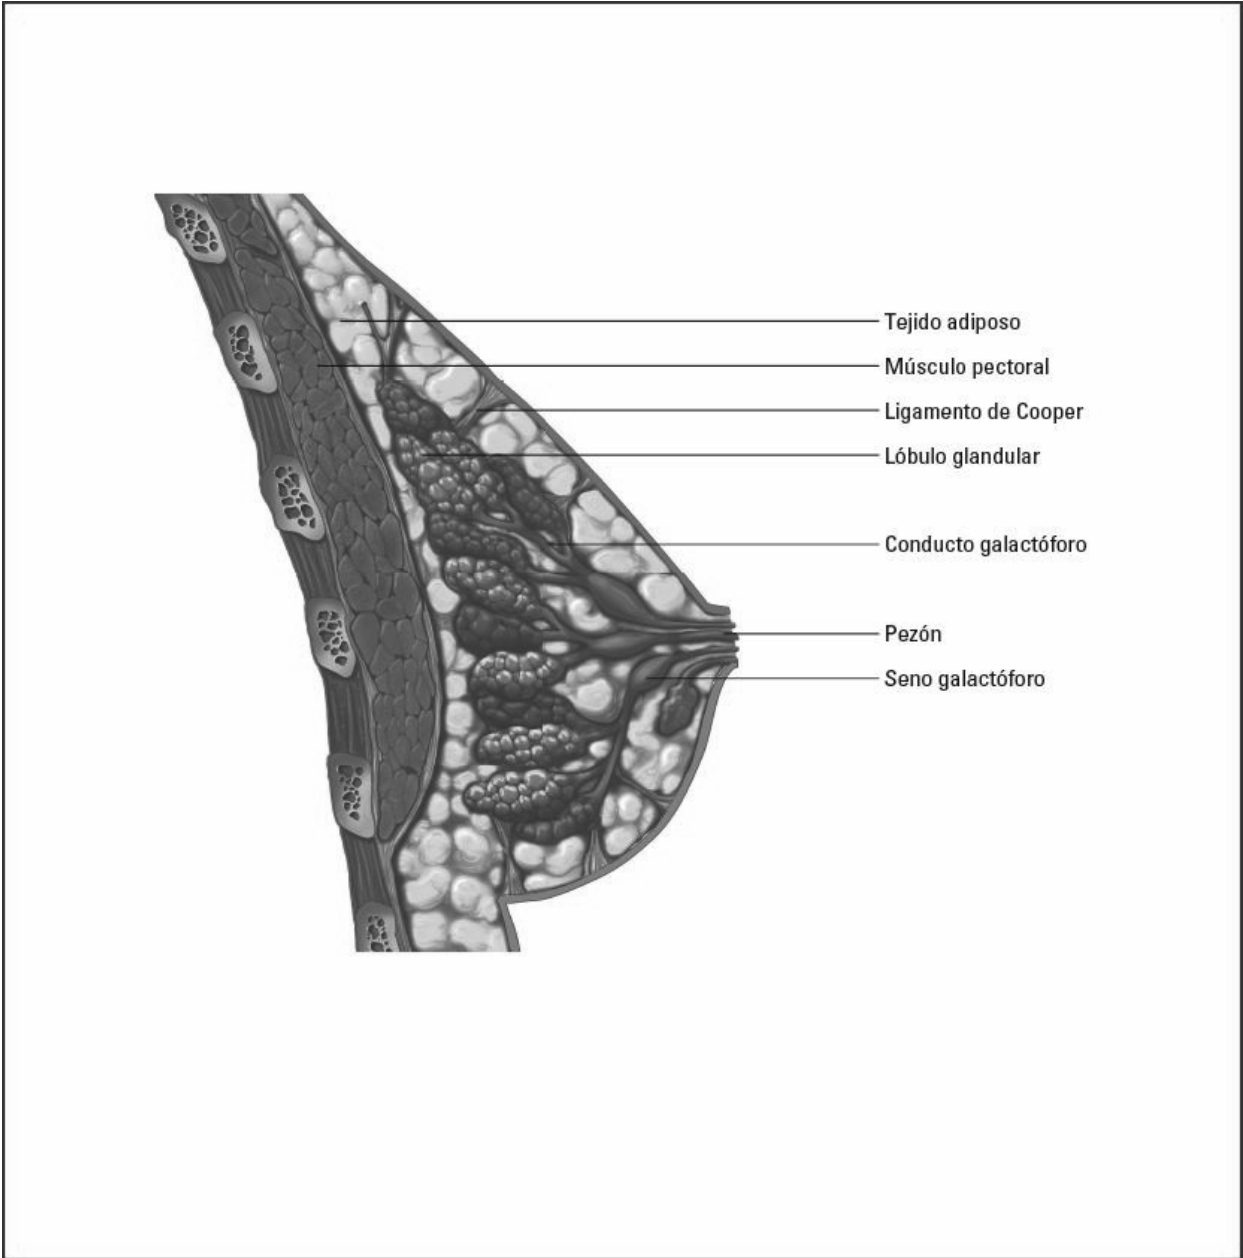 Tejido adiposo
Músculo pectoral
Ligamento de Cooper
Lóbulo glandular
Conducto galactóforo
Pezón
Seno galactóforo